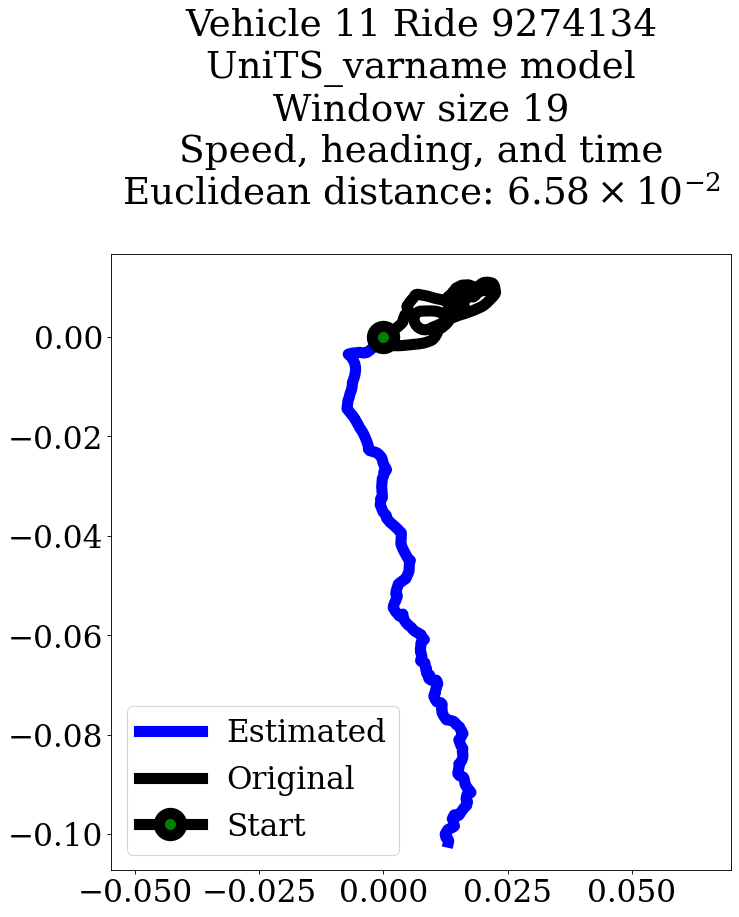 Vehicle 11 Ride 9274134
UniTS_varname model
Window size 19
Speed, heading, and time
Euclidean distance: 6.58 × 10⁻²
0.00
−0.02
−0.04
−0.06
−0.08
−0.10
Estimated
Original
Start
−0.050 −0.025 0.000 0.025 0.050